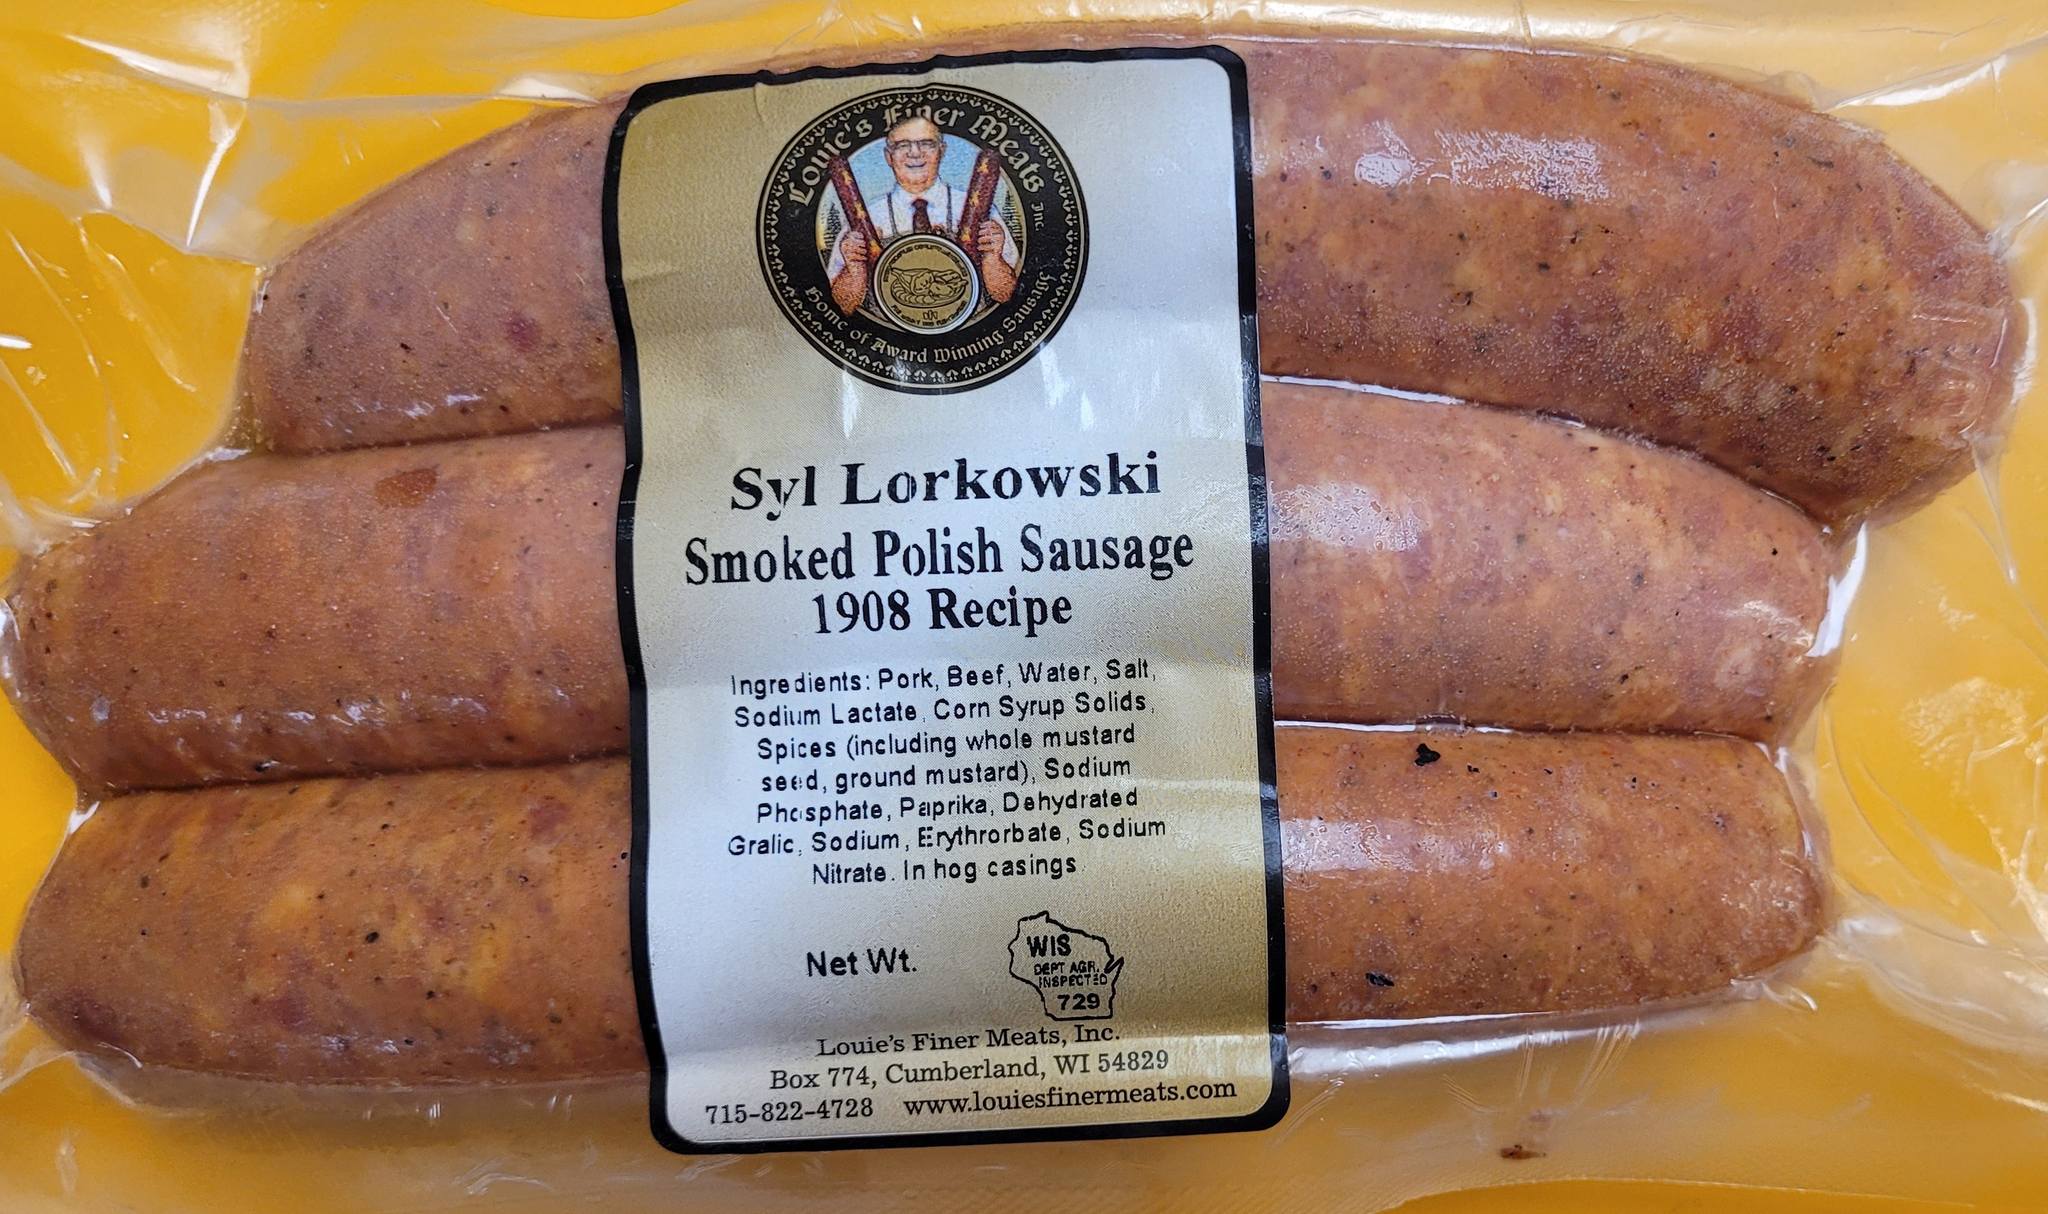 Louie's Finer Meats Inc
Home of Award Winning Sausage
Syl Lorkowski
Smoked Polish Sausage
1908 Recipe
Ingredients: Pork, Beef, Water, Salt,
Sodium Lactate, Corn Syrup Solids,
Spices (including whole mustard
seed, ground mustard), Sodium
Phosphate, Paprika, Dehydrated
Gralic, Sodium, Erythrorbate, Sodium
Nitrate. In hog casings
Net Wt.
WIS
DEPT AGR.
INSPECTED
729
Louie's Finer Meats, Inc.
Box 774, Cumberland, WI 54829
715-822-4728 www.louiesfinermeats.com